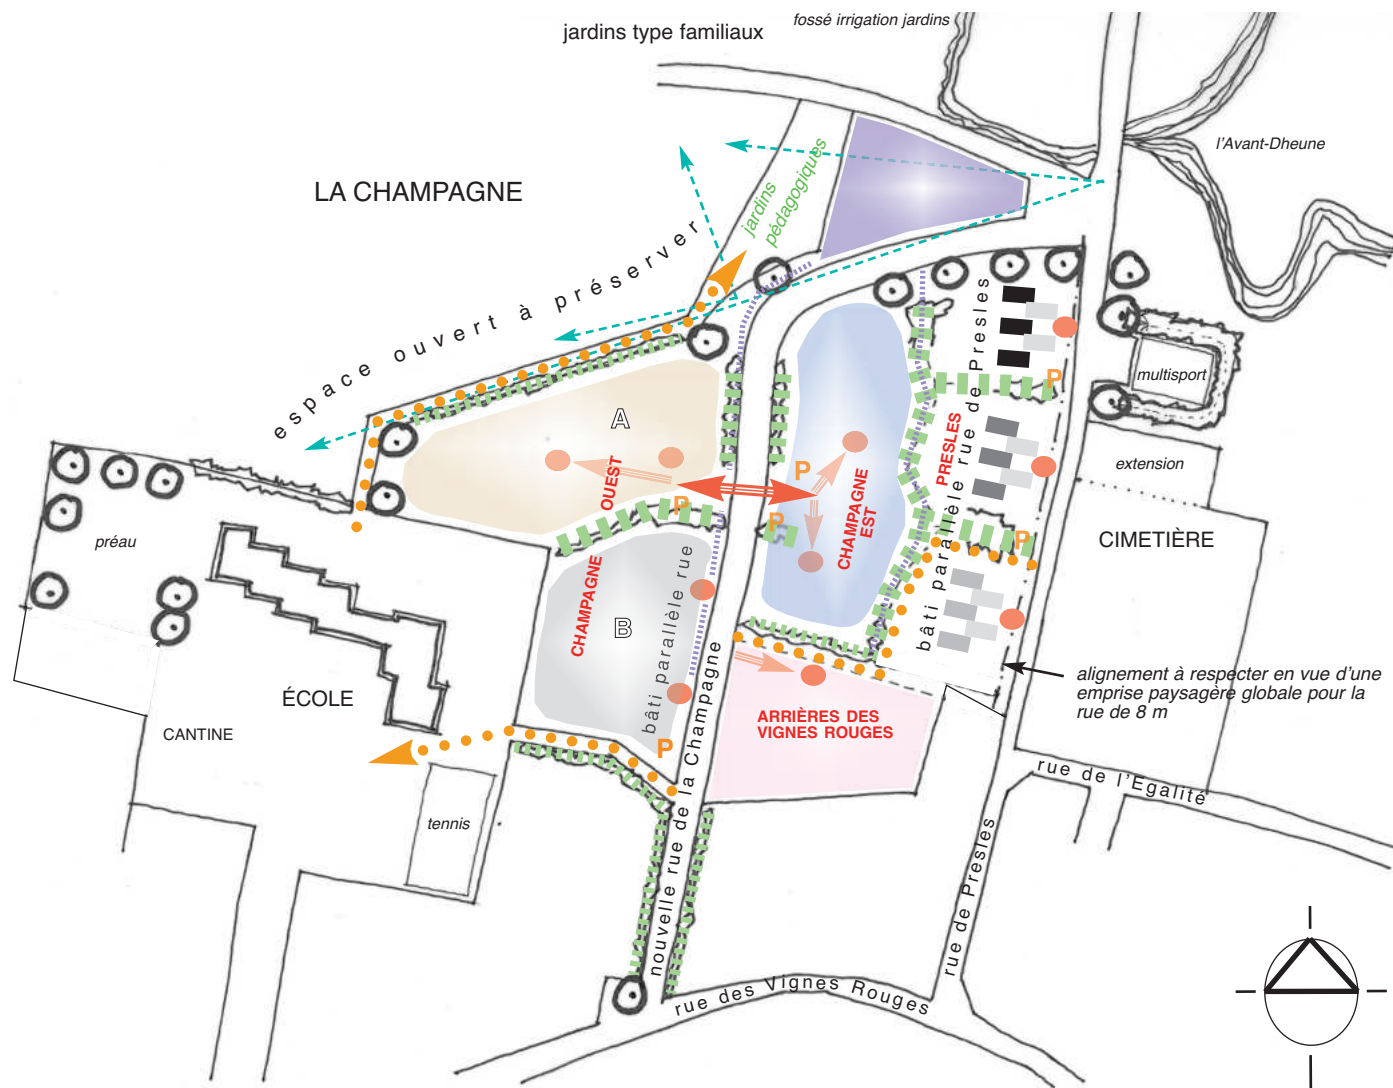 fossé irrigation jardins
jardins type familiaux
l'Avant-Dheune
LA CHAMPAGNE
jardins
pédagogiques
espace ouvert à préserver
multisport
extension
CIMETIÈRE
A
B
P
P
P
P
P
P
OUEST
CHAMPAGNE
CHAMPAGNE
EST
PRESLES
bâti parallèle rue de Presles
bâti parallèle rue
préau
ÉCOLE
CANTINE
tennis
ARRIÈRES DES
VIGNES ROUGES
alignement à respecter en vue d'une
emprise paysagère globale pour la
rue de 8 m
nouvelle rue de la Champagne
rue de l'Egalité
rue de Presles
rue des Vignes Rouges